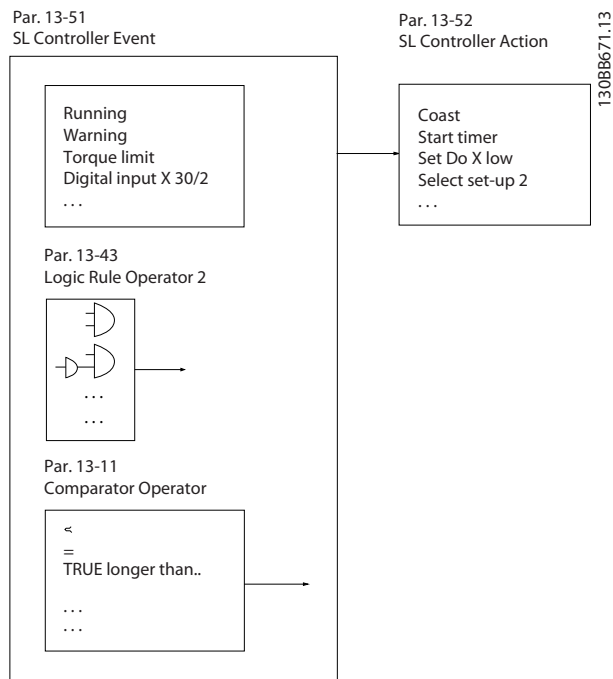 Par. 13-51
SL Controller Event
Par. 13-52
SL Controller Action
130BB671.13
Running
Warning
Torque limit
Digital input X 30/2
. . .
Coast
Start timer
Set Do X low
Select set-up 2
. . .
Par. 13-43
Logic Rule Operator 2
. . .
. . .
Par. 13-11
Comparator Operator
=
TRUE longer than..
. . .
. . .